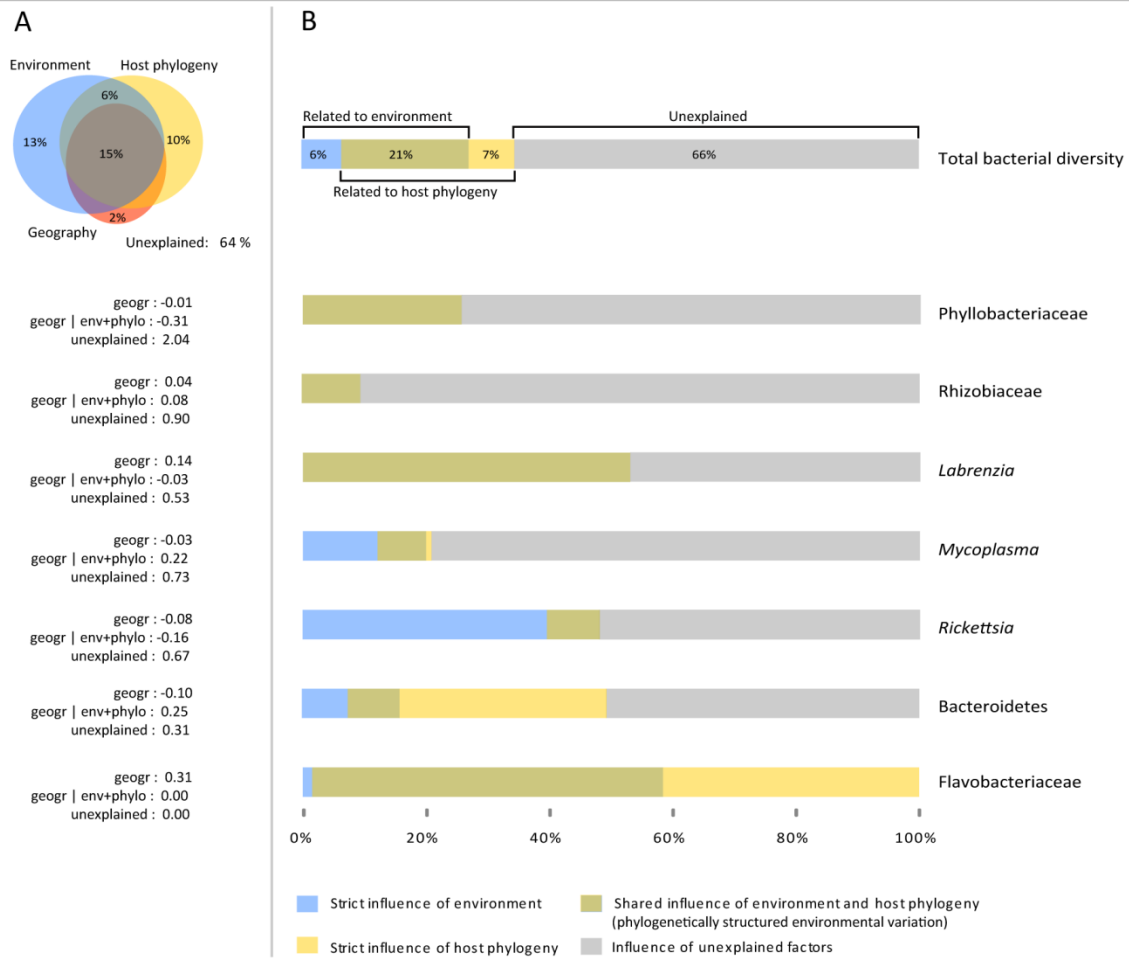 A
Environment
Host phylogeny
6%
13%
10%
15%
2%
Geography
Unexplained: 64 %
geogr : -0.01
geogr | env+phylo : -0.31
unexplained : 2.04
geogr : 0.04
geogr | env+phylo : 0.08
unexplained : 0.90
geogr : 0.14
geogr | env+phylo : -0.03
unexplained : 0.53
geogr : -0.03
geogr | env+phylo : 0.22
unexplained : 0.73
geogr : -0.08
geogr | env+phylo : -0.16
unexplained : 0.67
geogr : -0.10
geogr | env+phylo : 0.25
unexplained : 0.31
geogr : 0.31
geogr | env+phylo : 0.00
unexplained : 0.00
B
Related to environment
Unexplained
6%
21%
7%
66%
Total bacterial diversity
Related to host phylogeny
Phyllobacteriaceae
Rhizobiaceae
Labrenzia
Mycoplasma
Rickettsia
Bacteroidetes
Flavobacteriaceae
0%
20%
40%
60%
80%
100%
Strict influence of environment
Shared influence of environment and host phylogeny
(phylogenetically structured environmental variation)
Strict influence of host phylogeny
Influence of unexplained factors